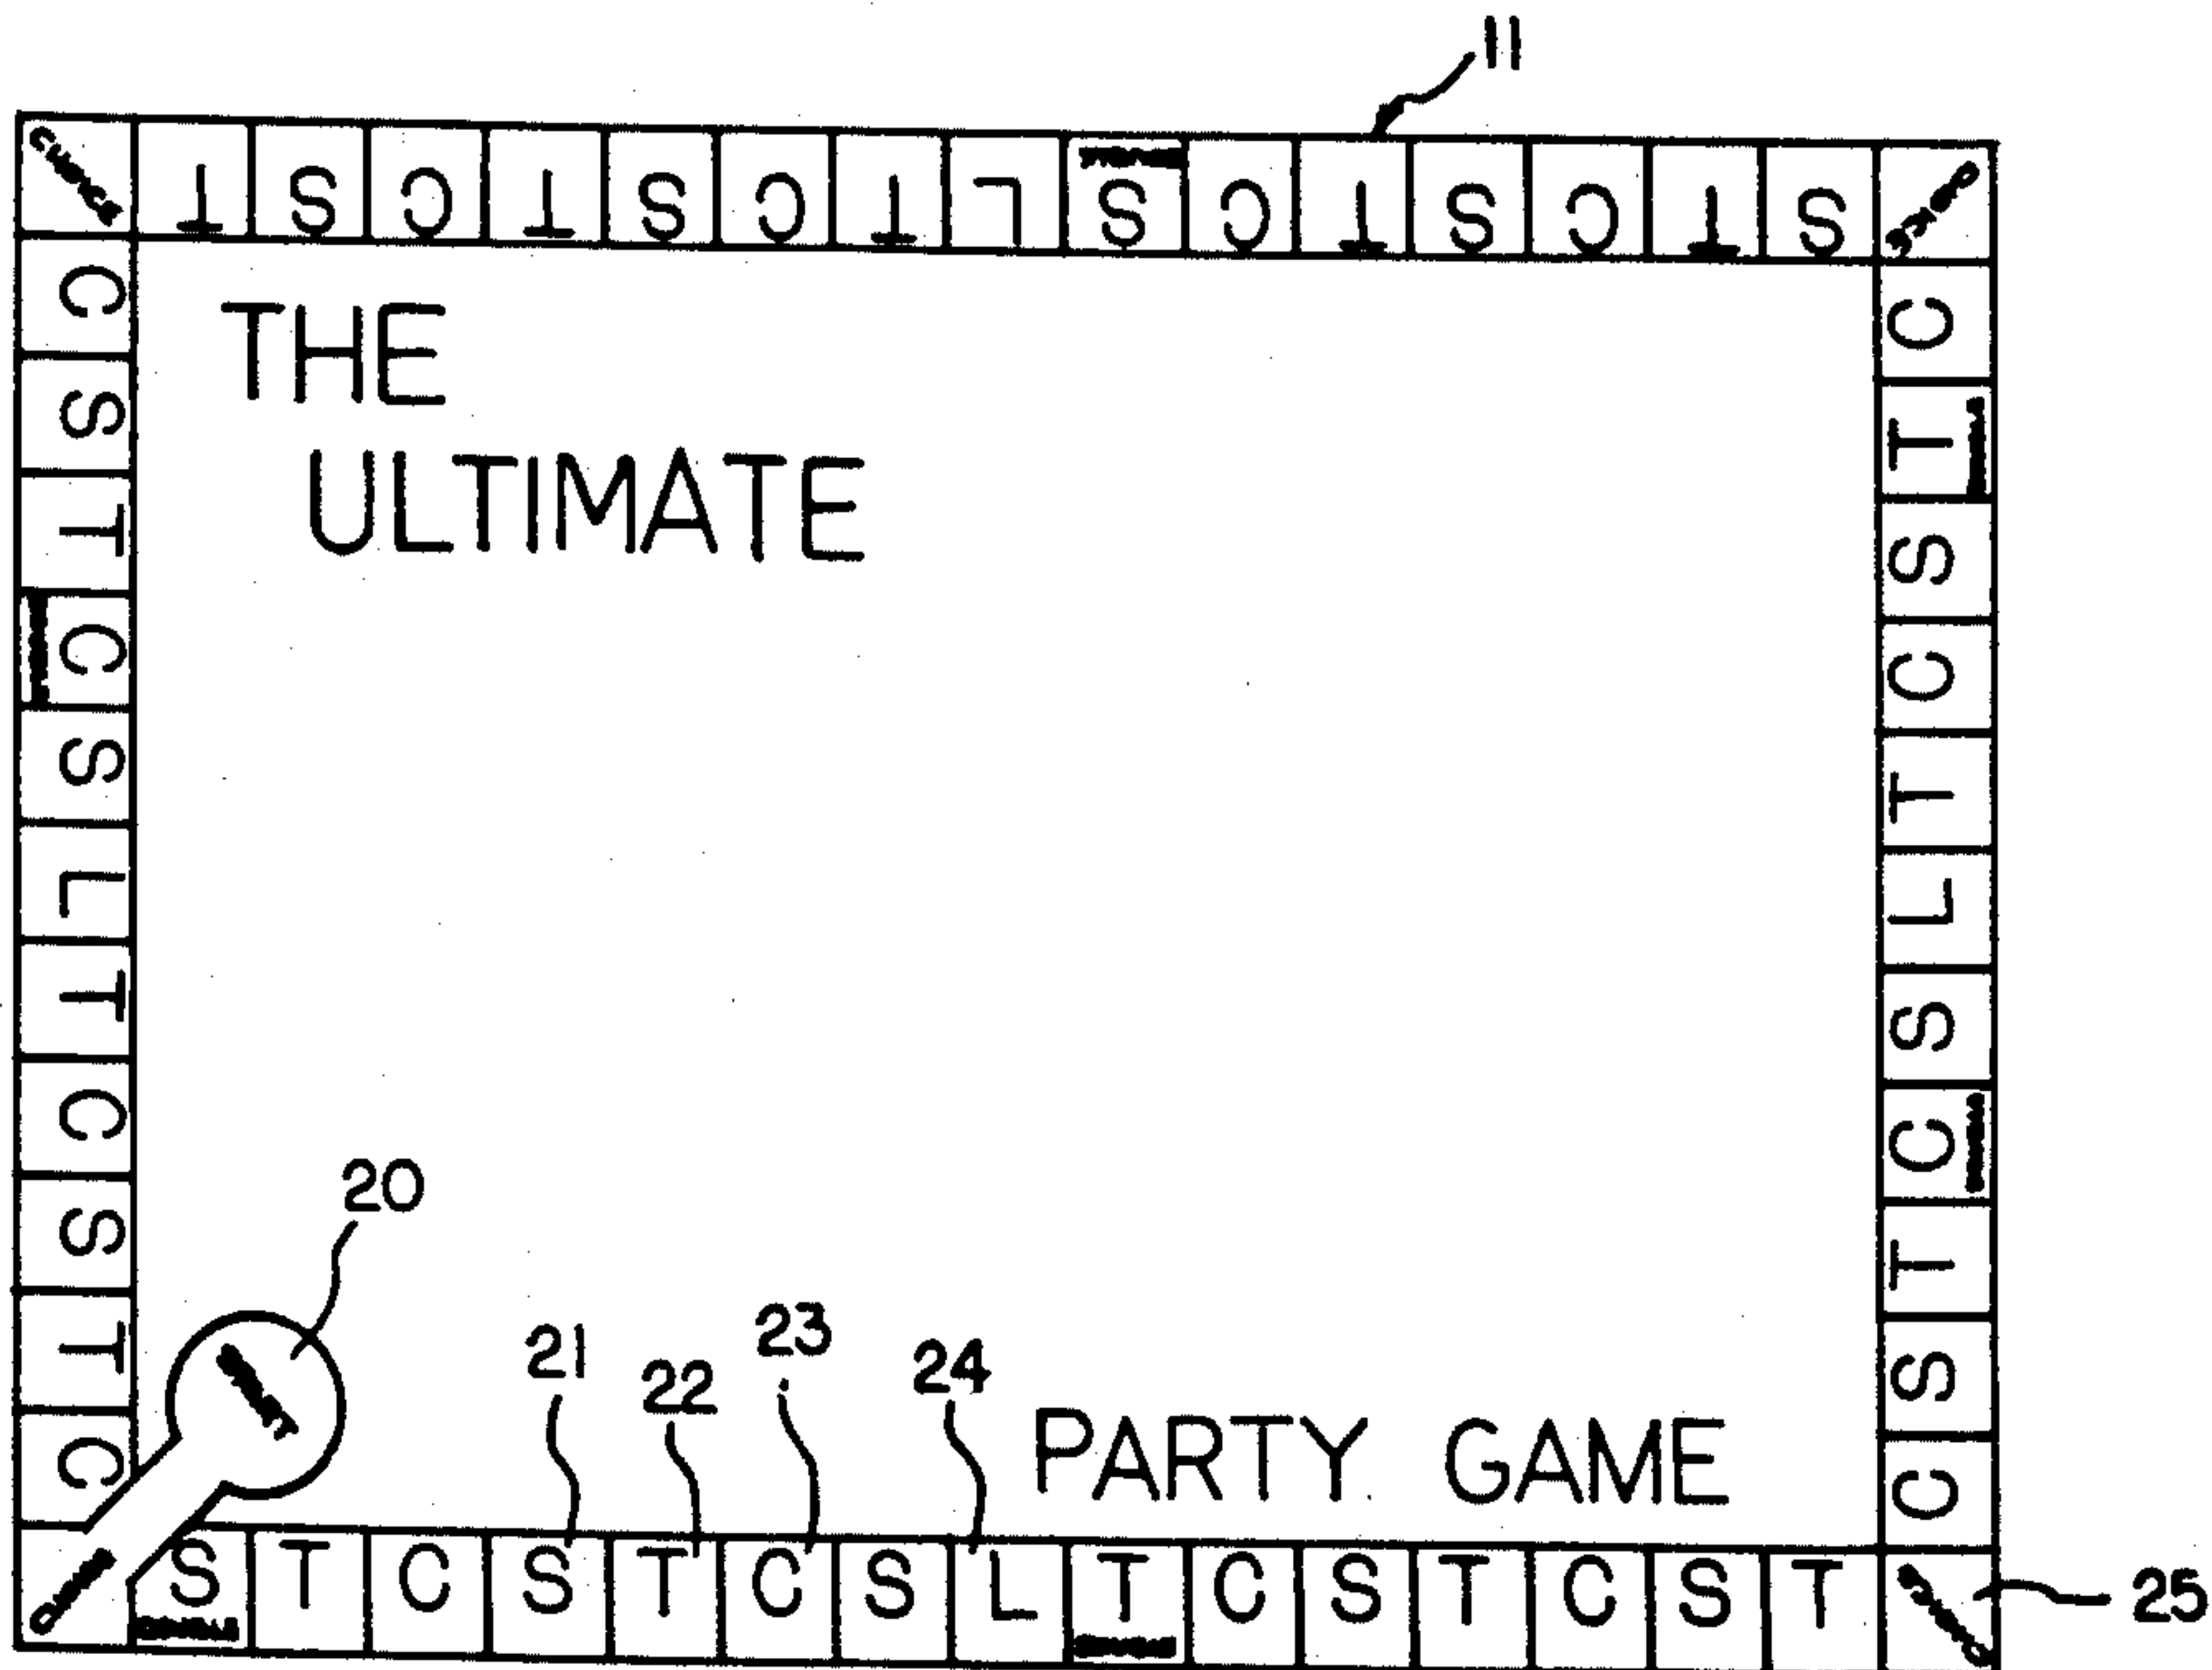 11
T S C T S C T L S C T S C T S
THE
ULTIMATE
C S T C S L T C S T C
C T S C T L S C T S C
20
21 22 23 24
PARTY GAME
S T C S T C S L T C S T C S T
25